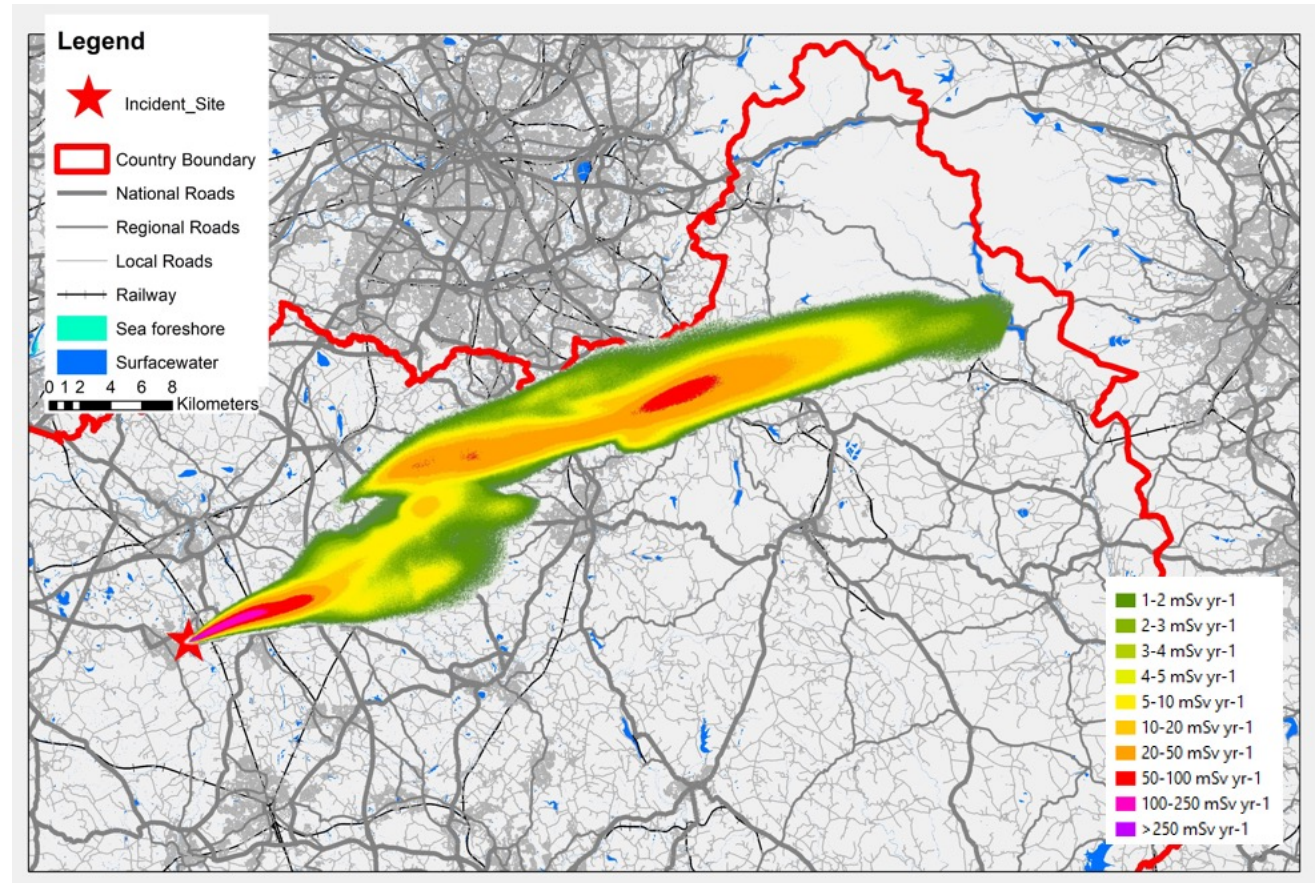 Legend
Incident_Site
Country Boundary
National Roads
Regional Roads
Local Roads
Railway
Sea foreshore
Surfacewater
0 1 2 4 6 8
Kilometers
1-2 mSv yr-1
2-3 mSv yr-1
3-4 mSv yr-1
4-5 mSv yr-1
5-10 mSv yr-1
10-20 mSv yr-1
20-50 mSv yr-1
50-100 mSv yr-1
100-250 mSv yr-1
>250 mSv yr-1